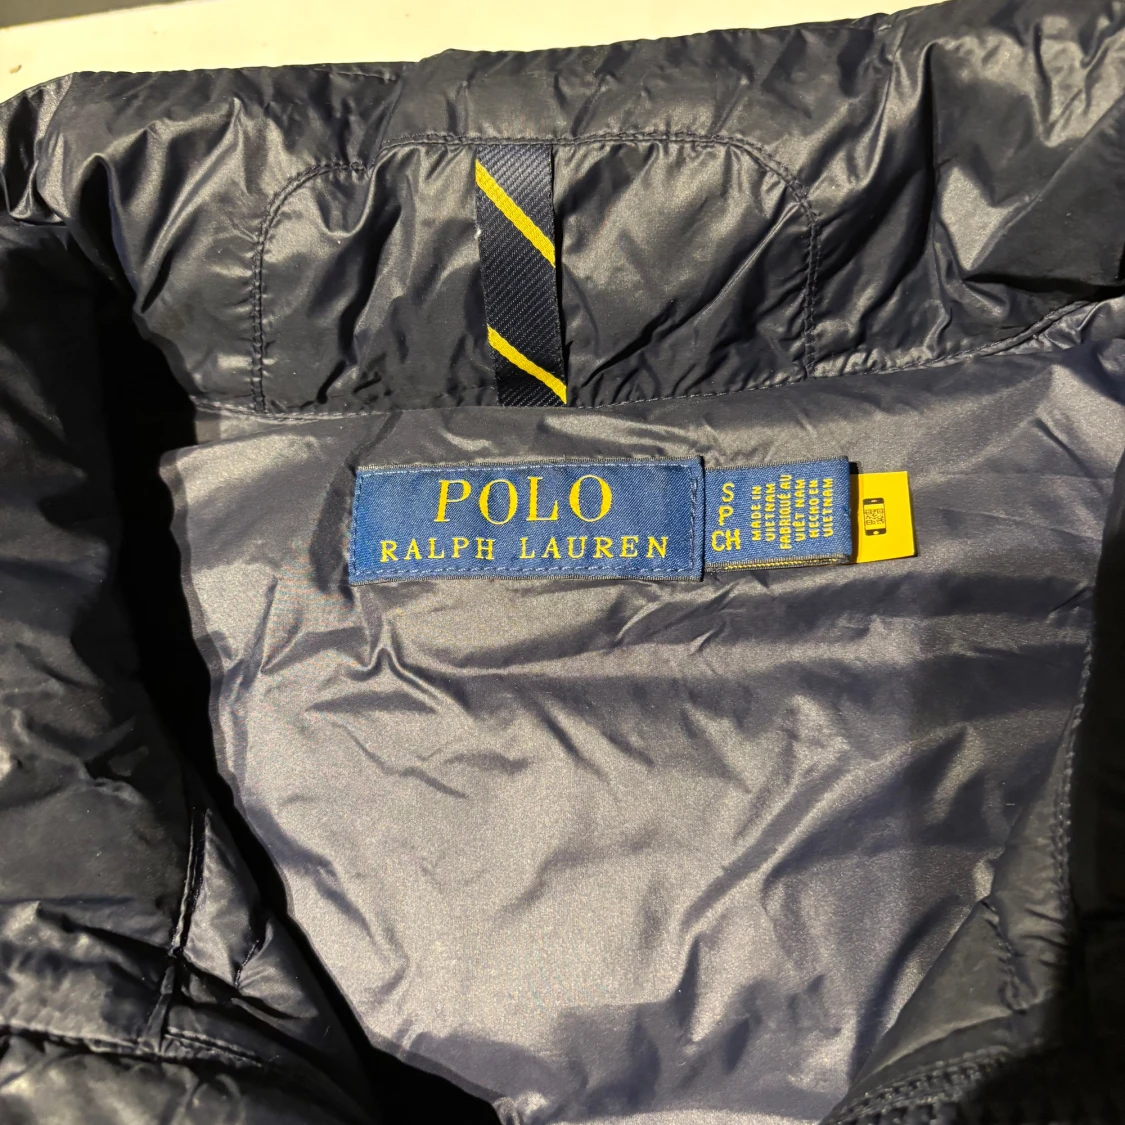 POLO
RALPH LAUREN
S
P
CH
MADE IN
VIETNAM
FABRIQUÉ AU
VIÊT NAM
HECHO EN
VIETNAM